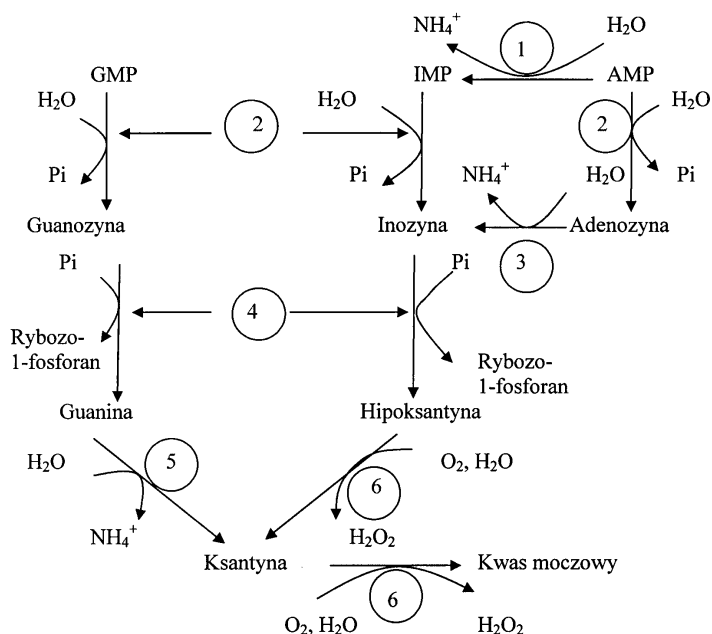 NH₄⁺ 1 H₂O
GMP IMP AMP
H₂O 2 H₂O 2 H₂O
Pi Pi NH₄⁺ H₂O Pi
Guanozyna Inozyna Adenozyna
Pi Pi 3
4
Rybozo-
1-fosforan
Rybozo-
1-fosforan
Guanina Hipoksantyna
H₂O 5 6 O₂, H₂O
NH₄⁺ H₂O₂
Ksantyna Kwas moczowy
6
O₂, H₂O H₂O₂